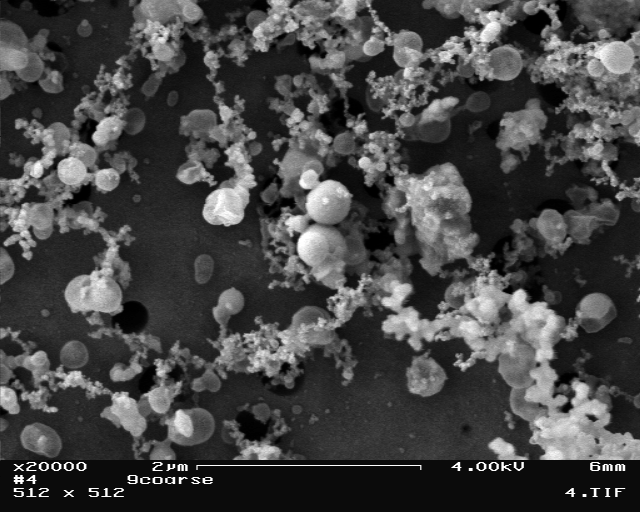 x20000 2μm 4.00kV 6mm
#4 9coarse
512 x 512 4.TIF